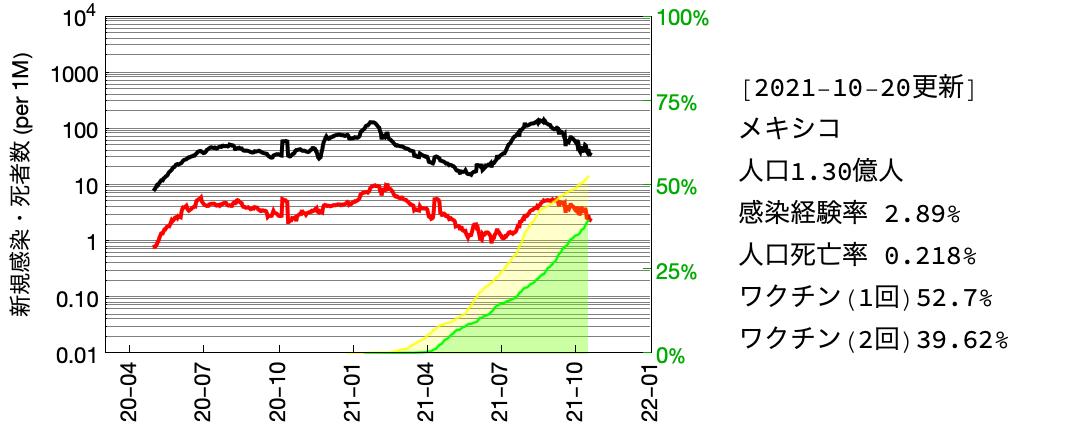 10^4
1000
100
10
1
0.10
0.01
新規感染・死者数 (per 1M)
100%
75%
50%
25%
0%
20-04
20-07
20-10
21-01
21-04
21-07
21-10
22-01
[2021-10-20更新]
メキシコ
人口1.30億人
感染経験率 2.89%
人口死亡率 0.218%
ワクチン(1回)52.7%
ワクチン(2回)39.62%